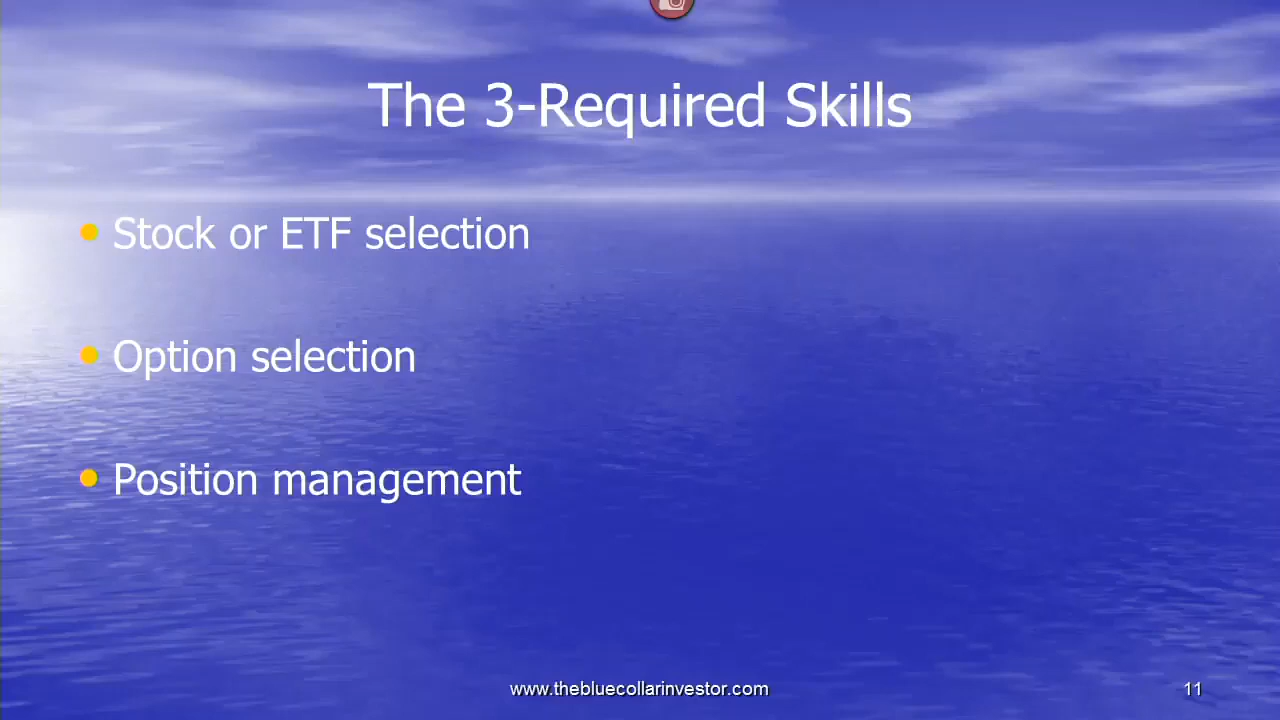 The 3-Required Skills
Stock or ETF selection
Option selection
Position management
www.thebluecollarinvestor.com
11